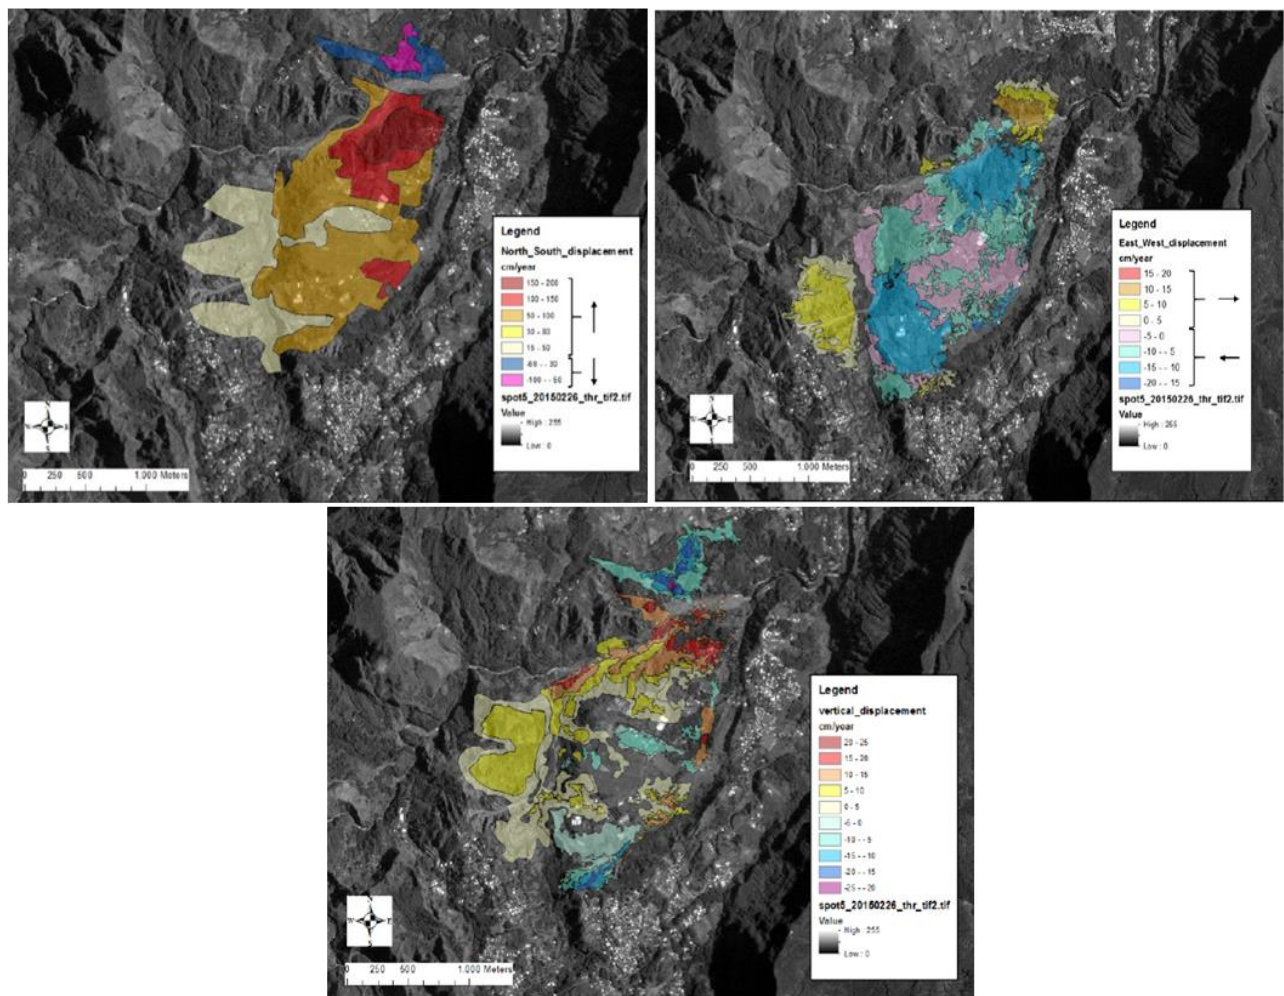 Legend
North_South_displacement
cm/year
150 - 200
100 - 150
50 - 100
30 - 80
15 - 50
-100 - -50
spot5_20150226_thr_tif2.tif
Value
High : 255
Low : 0
N
W E
S
0 250 500 1.000 Meters
Legend
East_West_displacement
cm/year
15 - 20
10 - 15
5 - 10
0 - 5
-5 - 0
-10 - -5
-15 - -10
-20 - -15
spot5_20150226_thr_tif2.tif
Value
High : 255
Low : 0
N
W E
S
0 250 500 1.000 Meters
Legend
vertical_displacement
cm/year
20 - 25
15 - 20
10 - 15
5 - 10
0 - 5
-5 - 0
-10 - -5
-15 - -10
-20 - -15
-25 - -20
spot5_20150226_thr_tif2.tif
Value
High : 255
Low : 0
N
W E
S
0 250 500 1.000 Meters